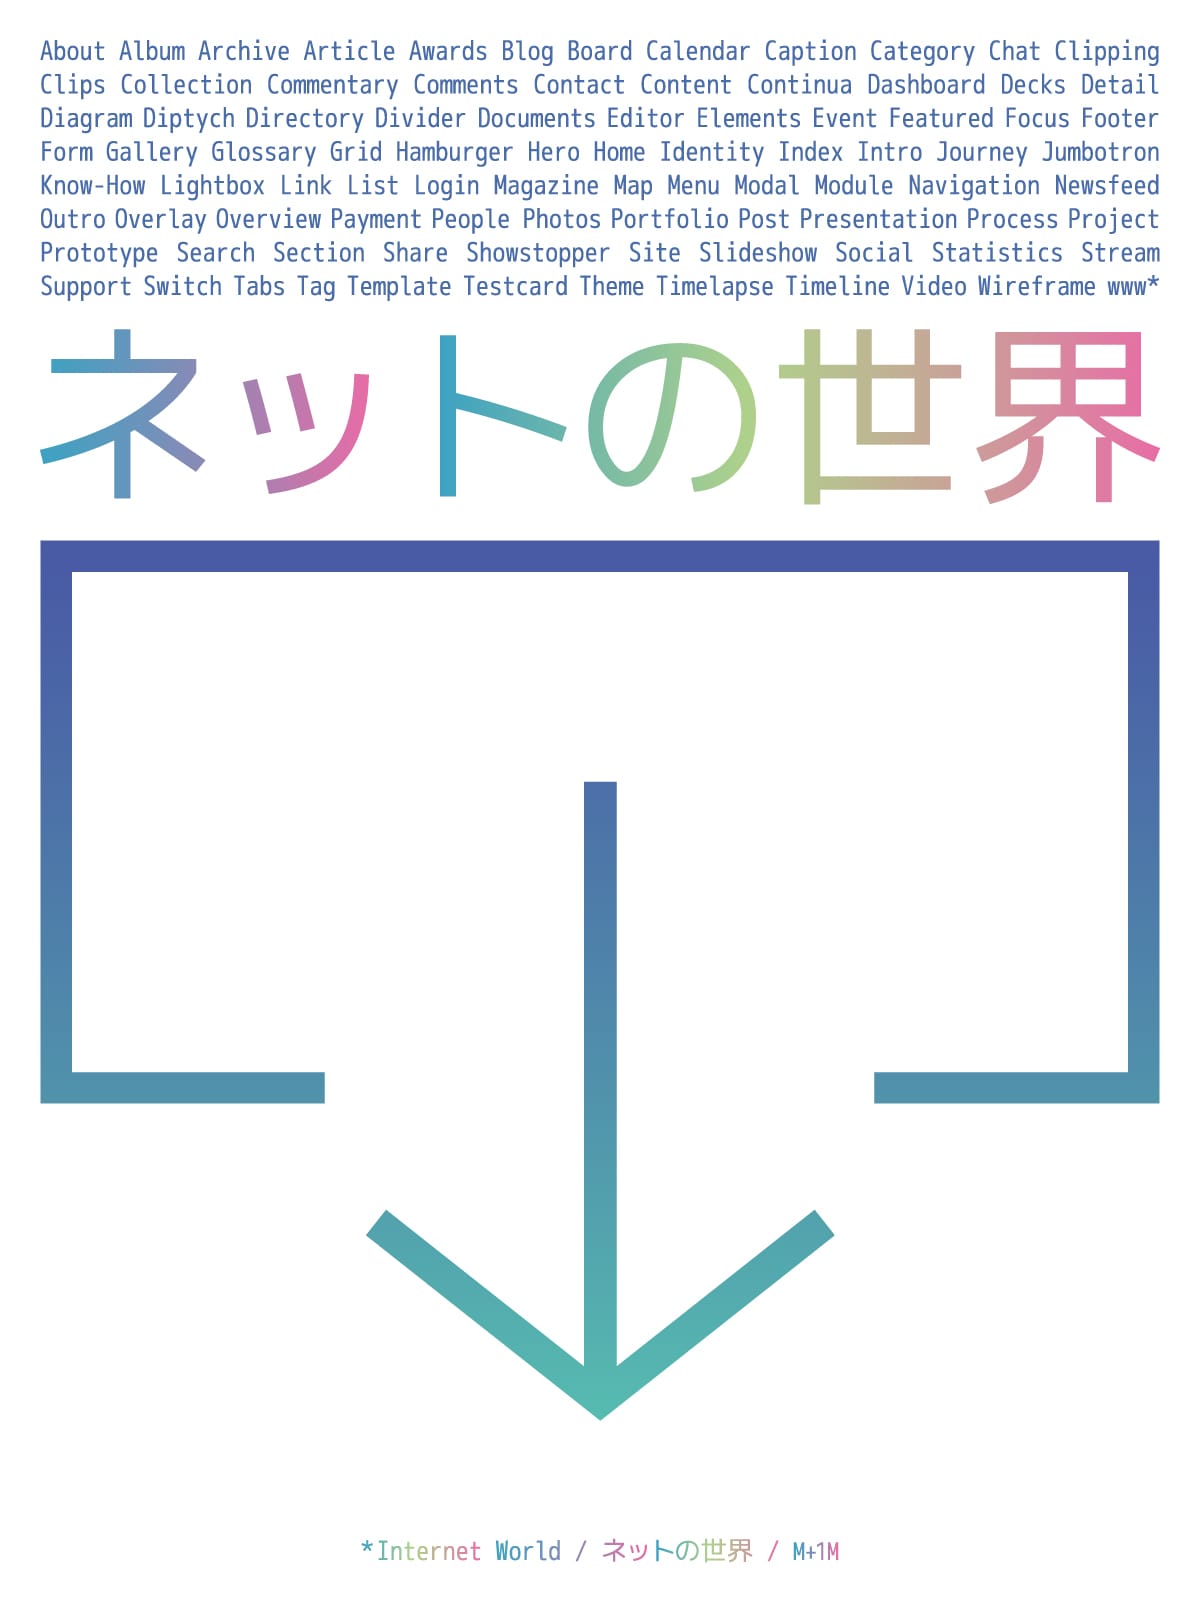 About Album Archive Article Awards Blog Board Calendar Caption Category Chat Clipping
Clips Collection Commentary Comments Contact Content Continua Dashboard Decks Detail
Diagram Diptych Directory Divider Documents Editor Elements Event Featured Focus Footer
Form Gallery Glossary Grid Hamburger Hero Home Identity Index Intro Journey Jumbotron
Know-How Lightbox Link List Login Magazine Map Menu Modal Module Navigation Newsfeed
Outro Overlay Overview Payment People Photos Portfolio Post Presentation Process Project
Prototype Search Section Share Showstopper Site Slideshow Social Statistics Stream
Support Switch Tabs Tag Template Testcard Theme Timelapse Timeline Video Wireframe www*
ネットの世界
*Internet World / ネットの世界 / M+1M